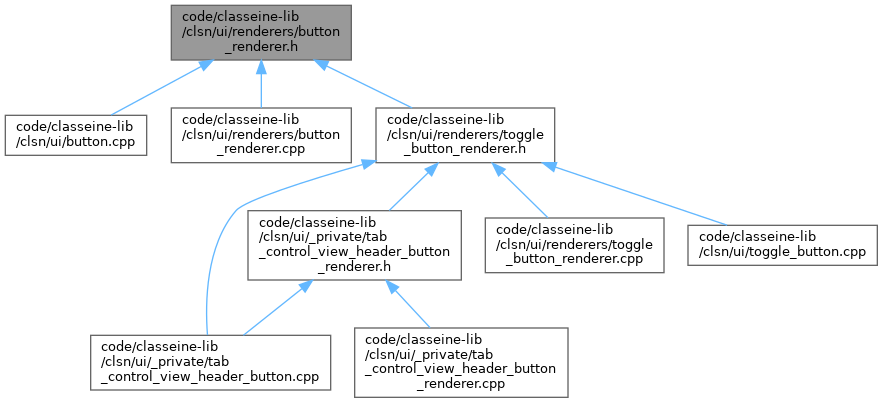 code/classeine-lib
/clsn/ui/renderers/button
_renderer.h
code/classeine-lib
/clsn/ui/button.cpp
code/classeine-lib
/clsn/ui/renderers/button
_renderer.cpp
code/classeine-lib
/clsn/ui/renderers/toggle
_button_renderer.h
code/classeine-lib
/clsn/ui/_private/tab
_control_view_header_button
_renderer.h
code/classeine-lib
/clsn/ui/renderers/toggle
_button_renderer.cpp
code/classeine-lib
/clsn/ui/toggle_button.cpp
code/classeine-lib
/clsn/ui/_private/tab
_control_view_header_button.cpp
code/classeine-lib
/clsn/ui/_private/tab
_control_view_header_button
_renderer.cpp